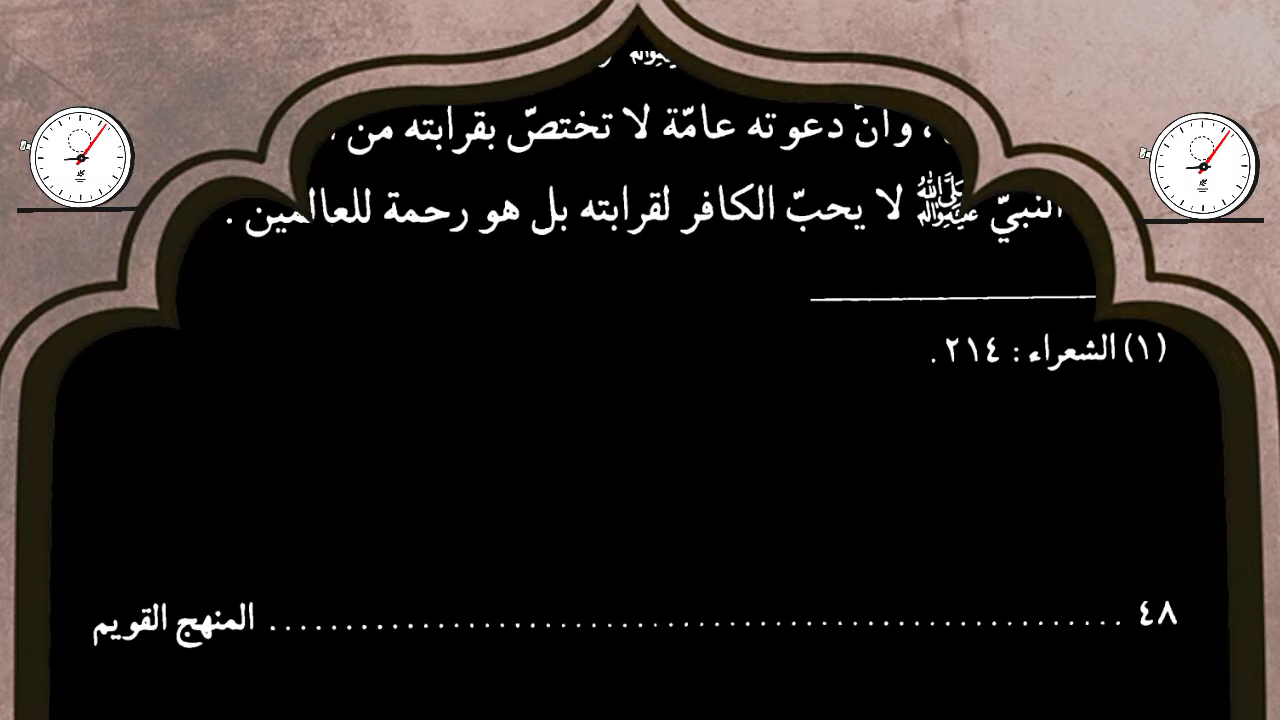 ، وأنّ دعوته عامّة لا تختصّ بقرابته من
النبيّ ﷺ لا يحبّ الكافر لقرابته بل هو رحمة للعالمين .
(١) الشعراء : ٢١٤ .
٤٨ ........................................................ المنهج القويم